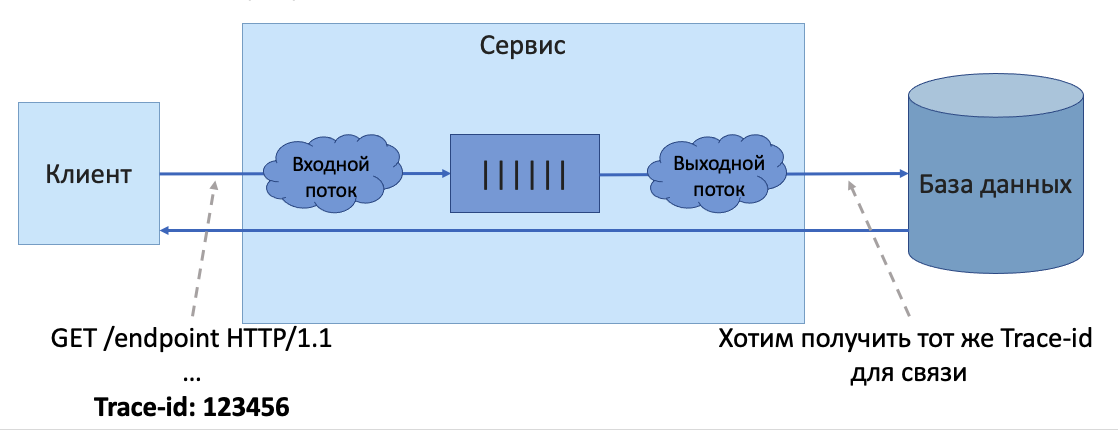 Сервис
Клиент
Входной
поток
Выходной
поток
База данных
GET /endpoint HTTP/1.1
...
Trace-id: 123456
Хотим получить тот же Trace-id
для связи